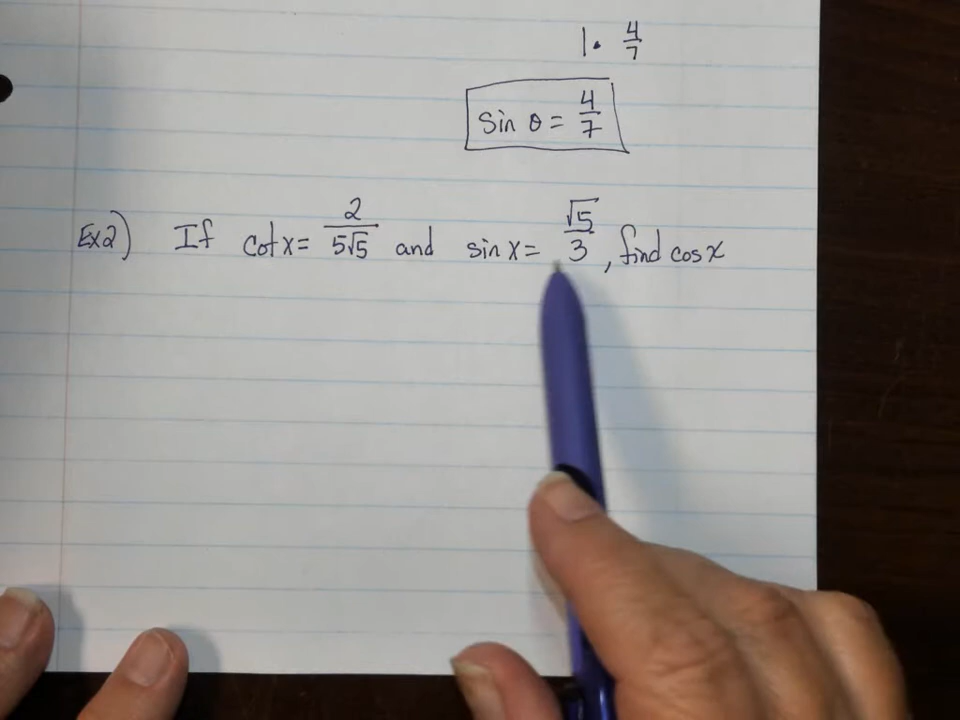 1 · 4/7
sin θ = 4/7
Ex2) If cot x = 2/5√5 and sin x = √5/3, find cos x